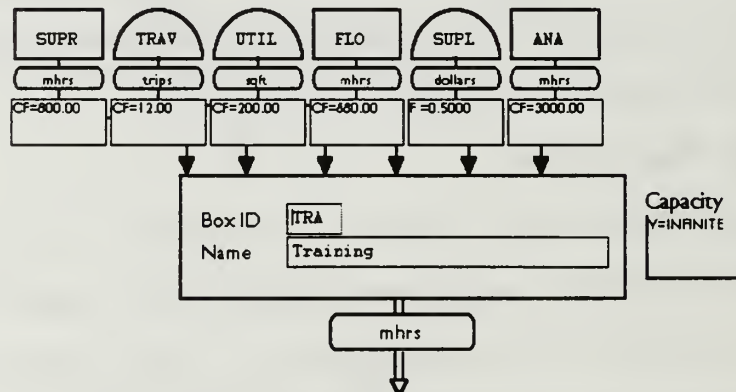 SUPR TRAV UTIL FLO SUPL ANA
mhrs trips sqft mhrs dollars mhrs
CF=800.00 CF=12.00 CF=200.00 CF=880.00 F =0.5000 CF=3000.00
Box ID TRA
Name Training
Capacity
Y=INFINITE
mhrs